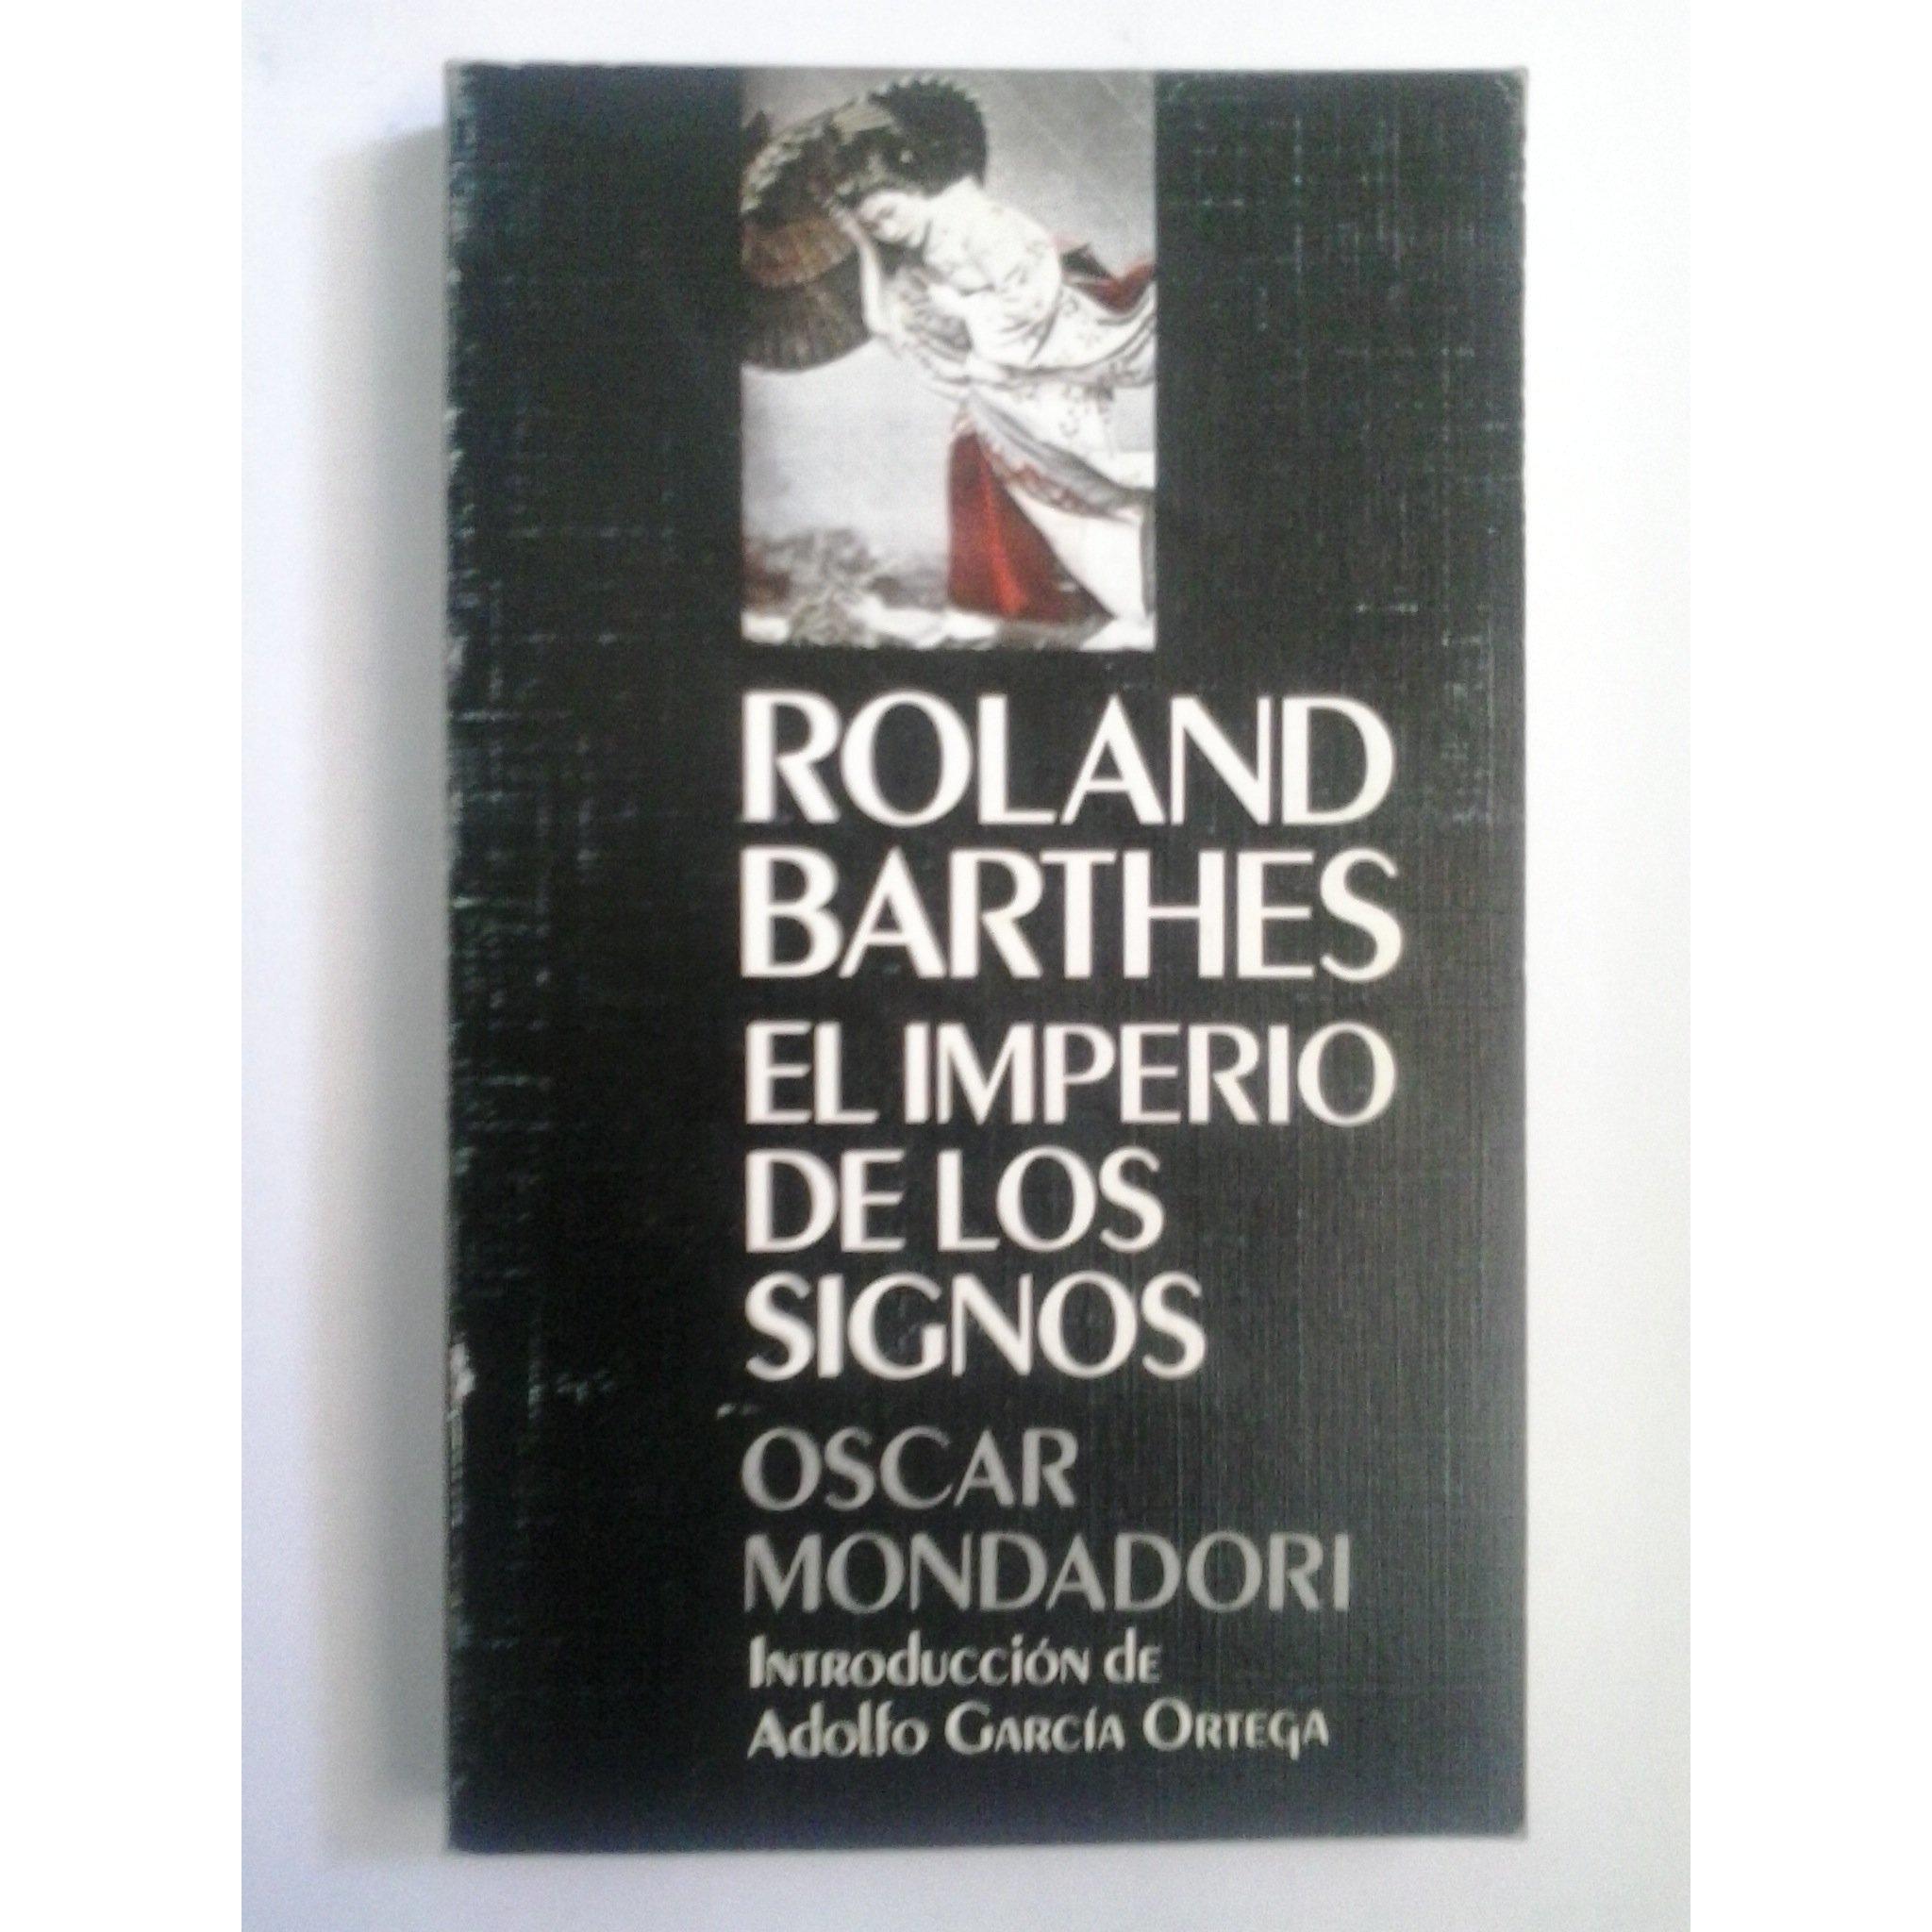 ROLAND
BARTHES
EL IMPERIO
DE LOS
SIGNOS
OSCAR
MONDADORI
INTRODUCCIÓN DE
ADOLFO GARCÍA ORTEGA